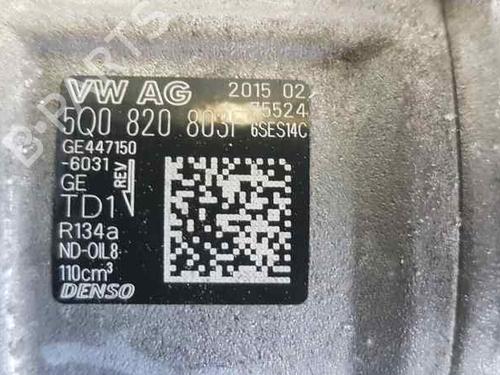 VW AG 2015 02
75524
5Q0 820 803F 6SES14C
GE447150
-6031
REV
GE
TD1
R134a
ND-OIL8
110cm³
DENSO